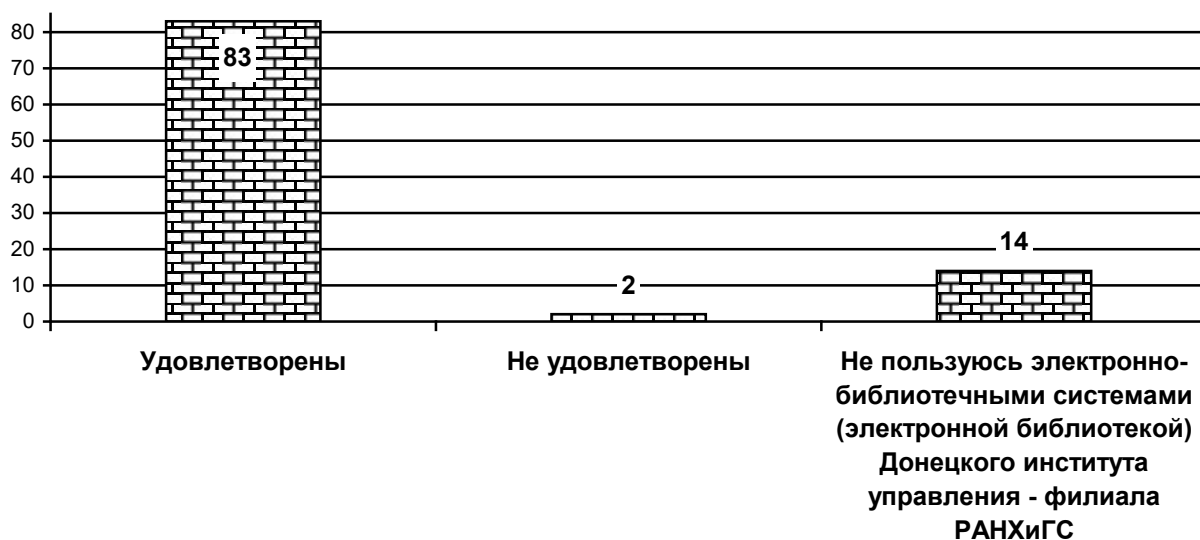 80
83
70
60
50
40
30
20
14
10
2
0
Удовлетворены
Не удовлетворены
Не пользуюсь электронно-
библиотечными системами
(электронной библиотекой)
Донецкого института
управления - филиала
РАНХиГС